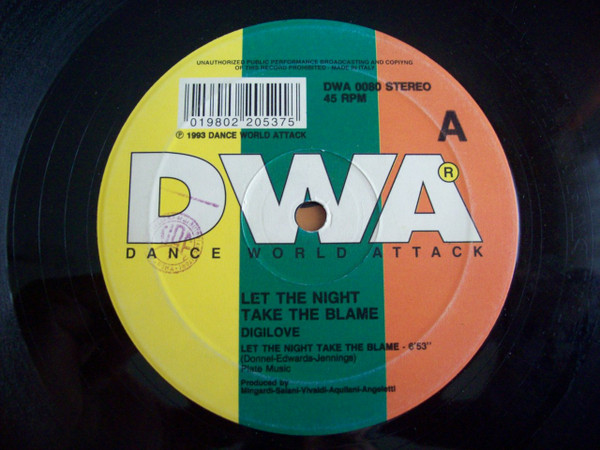 UNAUTHORIZED PUBLIC PERFORMANCE BROADCASTING AND COPIYNG
OF THIS RECORD PROHIBITED - MADE IN ITALY
DWA 0080 STEREO
45 RPM
019802 205375
℗ 1993 DANCE WORLD ATTACK
A
DWA®
DANCE WORLD ATTACK
LET THE NIGHT
TAKE THE BLAME
DIGILOVE
LET THE NIGHT TAKE THE BLAME - 6'53"
(Donnel-Edwards-Jennings)
Plate Music
Produced by
Mingardi-Salani-Vivaldi-Aquilani-Angeletti